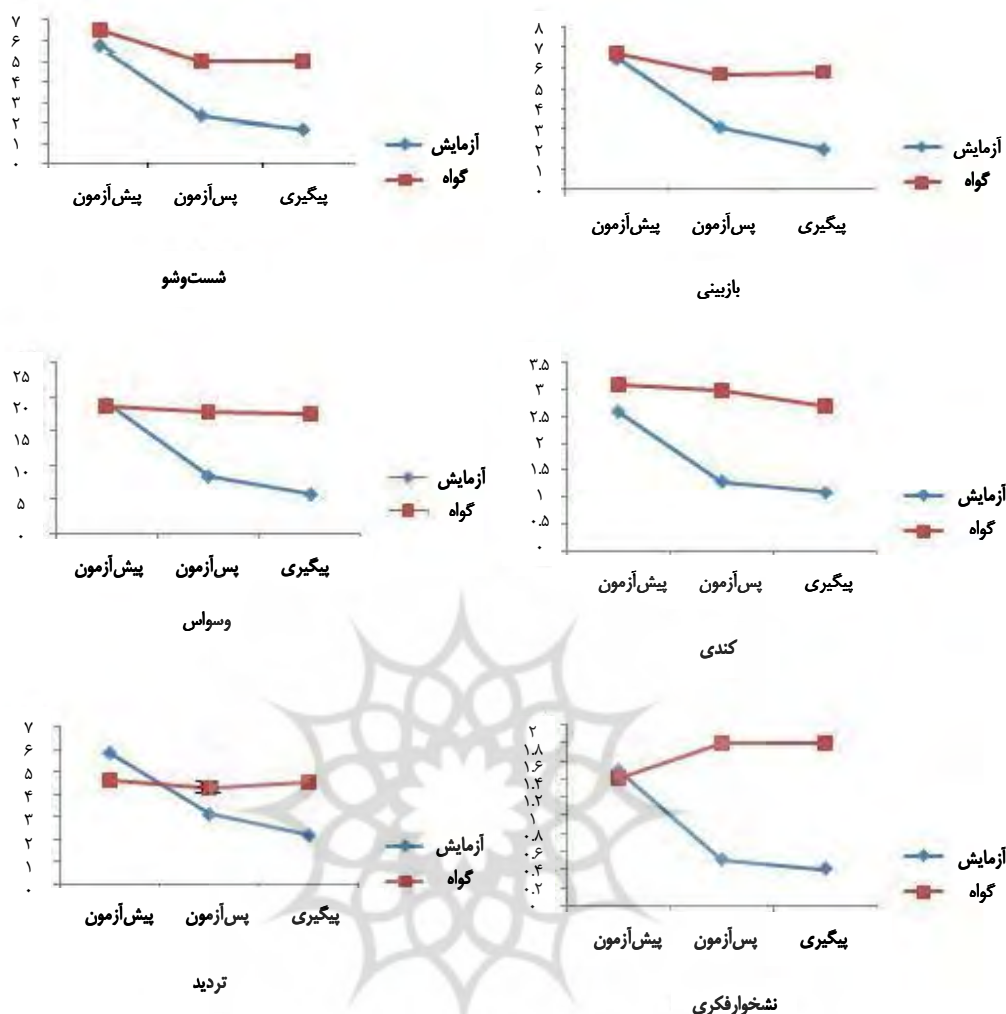 ۷
۶
۵
۴
۳
۲
۱
۰
پیش‌آزمون پس‌آزمون پیگیری
آزمایش
گواه
شست‌وشو
۸
۷
۶
۵
۴
۳
۲
۱
۰
پیش‌آزمون پس‌آزمون پیگیری
آزمایش
گواه
بازبینی
۲۵
۲۰
۱۵
۱۰
۵
۰
پیش‌آزمون پس‌آزمون پیگیری
آزمایش
گواه
وسواس
۳.۵
۳
۲.۵
۲
۱.۵
۱
۰.۵
۰
پیش‌آزمون پس‌آزمون پیگیری
آزمایش
گواه
کندی
۷
۶
۵
۴
۳
۲
۱
۰
پیش‌آزمون پس‌آزمون پیگیری
آزمایش
گواه
تردید
۲
۱.۸
۱.۶
۱.۴
۱.۲
۱
۰.۸
۰.۶
۰.۴
۰.۲
۰
پیش‌آزمون پس‌آزمون پیگیری
آزمایش
گواه
نشخوارفکری